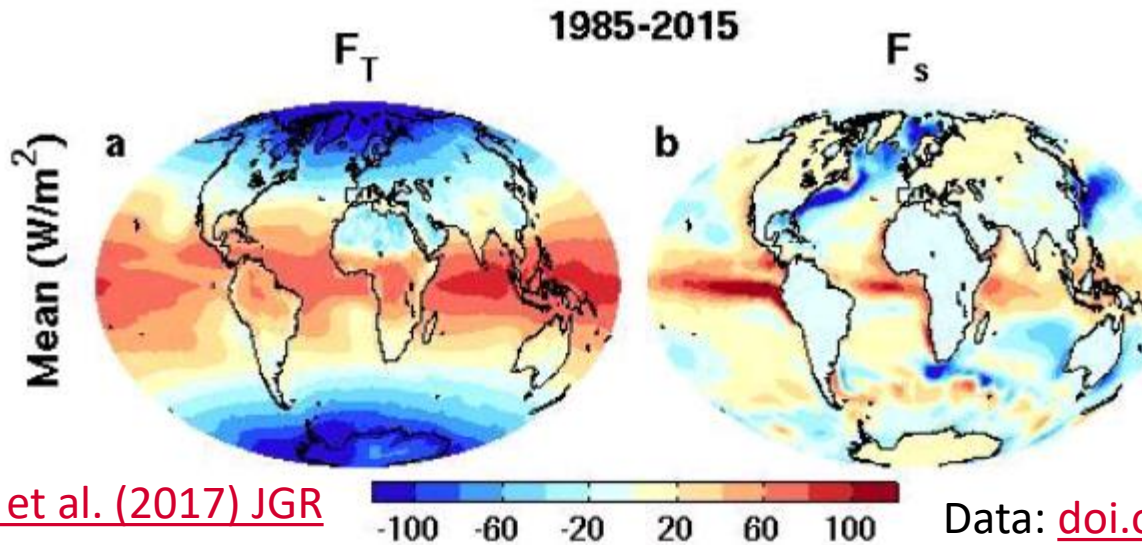 1985-2015
F_T F_s
Mean (W/m²)
a b
et al. (2017) JGR
-100 -60 -20 20 60 100
Data: doi.o